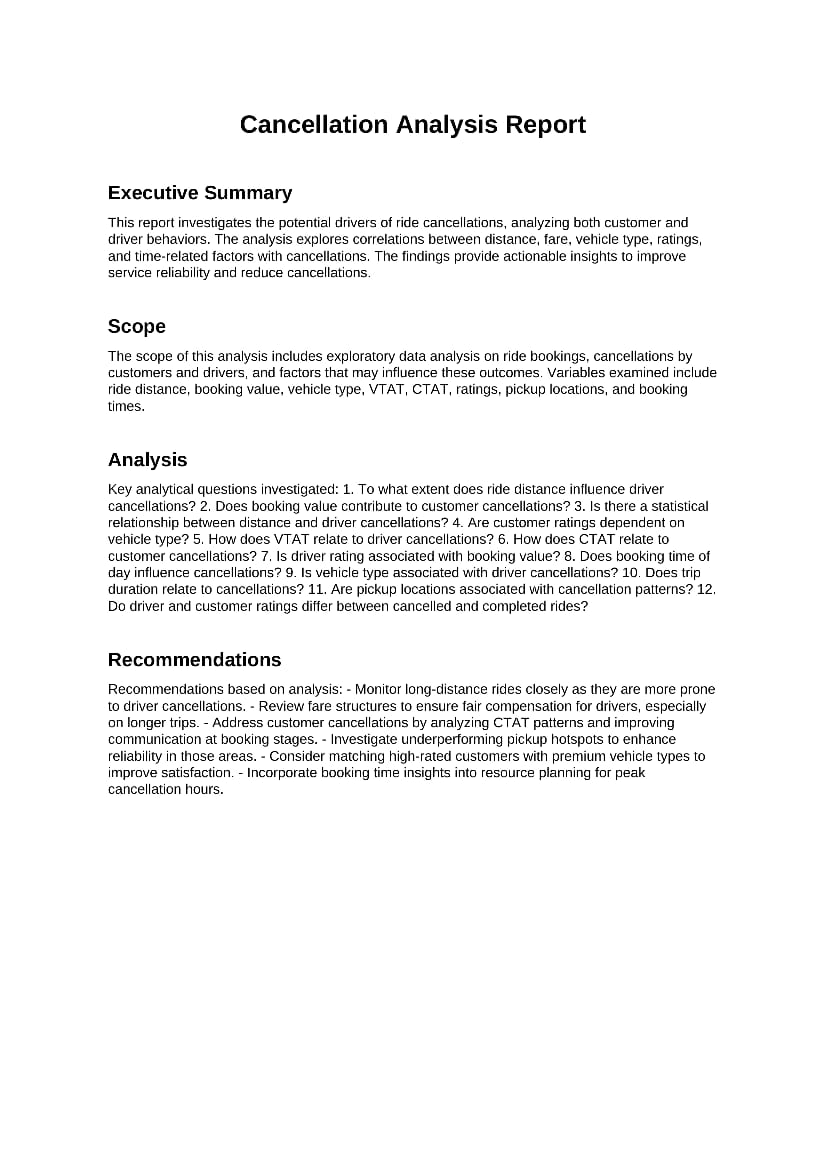 Cancellation Analysis Report
Executive Summary
This report investigates the potential drivers of ride cancellations, analyzing both customer and
driver behaviors. The analysis explores correlations between distance, fare, vehicle type, ratings,
and time-related factors with cancellations. The findings provide actionable insights to improve
service reliability and reduce cancellations.
Scope
The scope of this analysis includes exploratory data analysis on ride bookings, cancellations by
customers and drivers, and factors that may influence these outcomes. Variables examined include
ride distance, booking value, vehicle type, VTAT, CTAT, ratings, pickup locations, and booking
times.
Analysis
Key analytical questions investigated: 1. To what extent does ride distance influence driver
cancellations? 2. Does booking value contribute to customer cancellations? 3. Is there a statistical
relationship between distance and driver cancellations? 4. Are customer ratings dependent on
vehicle type? 5. How does VTAT relate to driver cancellations? 6. How does CTAT relate to
customer cancellations? 7. Is driver rating associated with booking value? 8. Does booking time of
day influence cancellations? 9. Is vehicle type associated with driver cancellations? 10. Does trip
duration relate to cancellations? 11. Are pickup locations associated with cancellation patterns? 12.
Do driver and customer ratings differ between cancelled and completed rides?
Recommendations
Recommendations based on analysis: - Monitor long-distance rides closely as they are more prone
to driver cancellations. - Review fare structures to ensure fair compensation for drivers, especially
on longer trips. - Address customer cancellations by analyzing CTAT patterns and improving
communication at booking stages. - Investigate underperforming pickup hotspots to enhance
reliability in those areas. - Consider matching high-rated customers with premium vehicle types to
improve satisfaction. - Incorporate booking time insights into resource planning for peak
cancellation hours.